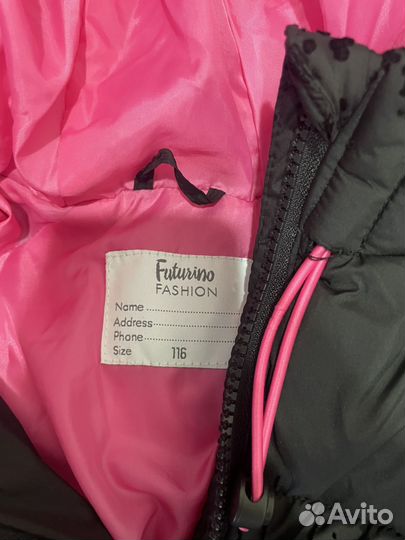 Futurino
FASHION
Name
Address
Phone
Size 116
Avito